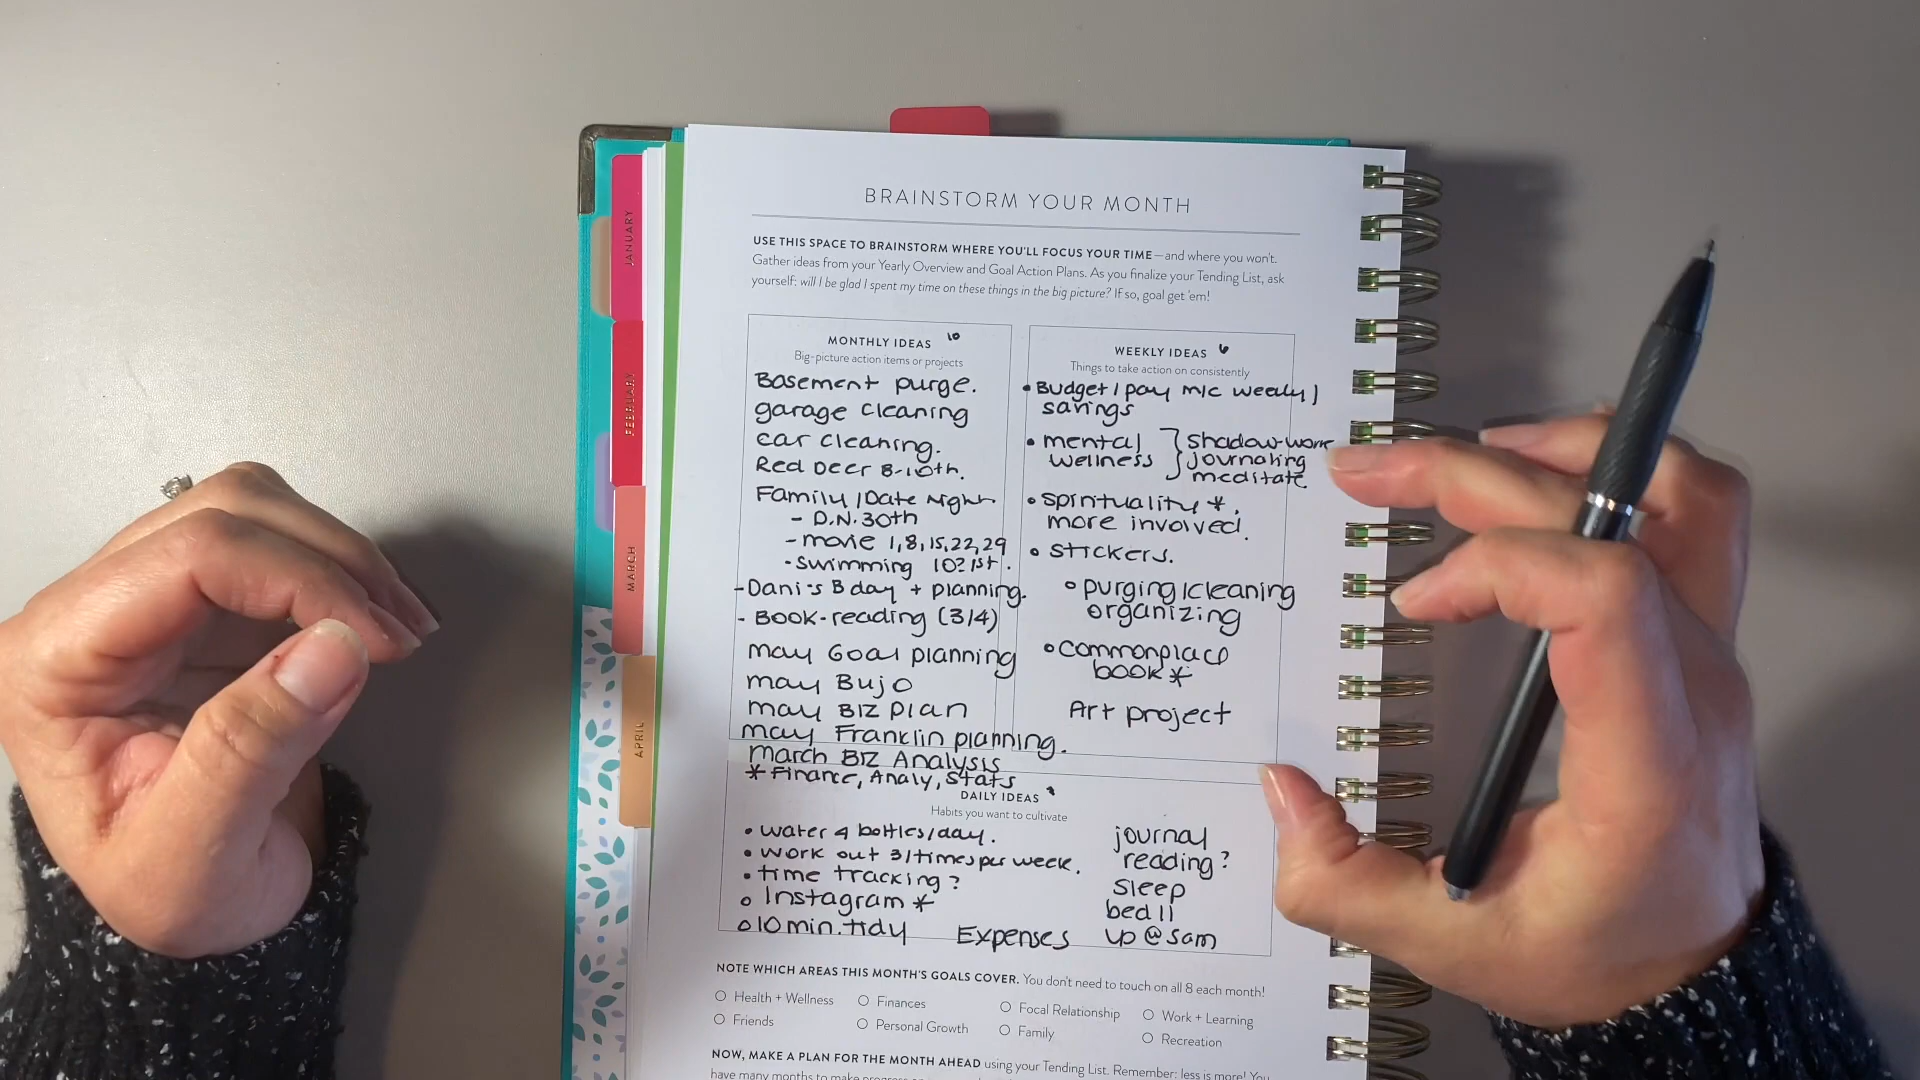 BRAINSTORM YOUR MONTH
USE THIS SPACE TO BRAINSTORM WHERE YOU'LL FOCUS YOUR TIME—and where you won't.
Gather ideas from your Yearly Overview and Goal Action Plans. As you finalize your Tending List, ask
yourself: will I be glad I spent my time on these things in the big picture? If so, goal get 'em!
MONTHLY IDEAS 10
Big-picture action items or projects
Basement purge.
garage cleaning
car cleaning.
Red Deer 8-10th.
Family / Date Night
- D.N. 30th
- movie 1,8,15,22,29
- swimming 10? 1st.
- Dani's B day + planning.
- Book-reading (3/4)
may Goal planning
may Bujo
may BIZ plan
may Franklin planning.
march BIZ Analysis
* Finance, Analy, Stats
WEEKLY IDEAS 6
Things to take action on consistently
• Budget / pay m/c weekly /
savings
• mental } shadow-work
wellness } journaling
meditate.
• spirituality *.
more involved!
• stickers.
• purging/cleaning
organizing
• commonplace
book *
Art project
DAILY IDEAS
Habits you want to cultivate
• water 4 bottles/day.
• work out 3/times per week.
• time tracking?
• Instagram *
• 10 min. tidy
Expenses
journal
reading?
sleep
bed 11
up @ 5am
NOTE WHICH AREAS THIS MONTH'S GOALS COVER. You don't need to touch on all 8 each month!
Health + Wellness
Finances
Focal Relationship
Work + Learning
Friends
Personal Growth
Family
Recreation
NOW, MAKE A PLAN FOR THE MONTH AHEAD using your Tending List. Remember: less is more! You
have many months to make progress
JANUARY
FEBRUARY
MARCH
APRIL